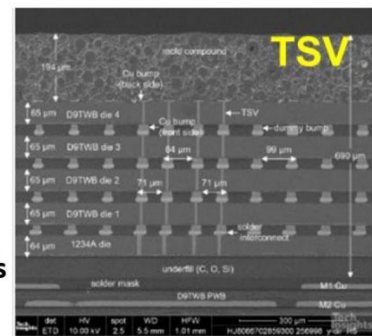 TSV
mold compound
194 µm
Cu bump
(back side)
TSV
65 µm
D9TWB die 4
Cu bump
(front side)
dummy bump
65 µm
D9TWB die 3
84 µm
99 µm
690 µm
65 µm
D9TWB die 2
71 µm
71 µm
65 µm
D9TWB die 1
solder
interconnect
64 µm
1234A die
s
underfill (C, O, Si)
solder mask
M1 Cu
D9TWB PWB
M2 Cu
det HV spot WD HFW
300 µm
ETD 10.00 kV 2.5 5.5 mm 1.01 mm